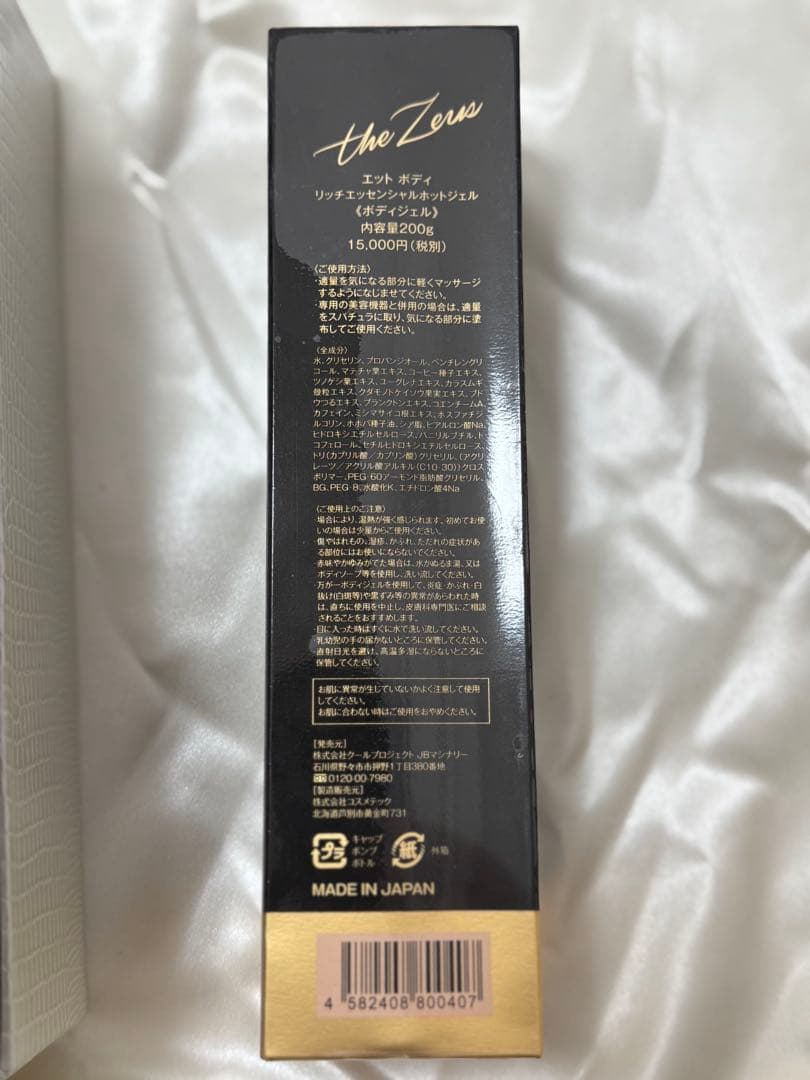 the Zeus
エット ボディ
リッチエッセンシャルホットジェル
《ボディジェル》
内容量200g
15,000円(税別)
〈ご使用方法〉
・適量を気になる部分に軽くマッサージ
するようになじませてください。
・専用の美容機器と併用の場合は、適量
をスパチュラに取り、気になる部分に塗
布してご使用ください。
〈全成分〉
水、グリセリン、プロパンジオール、ペンチレングリ
コール、マテチャ葉エキス、コーヒー種子エキス、
ツノゲシ葉エキス、ユーグレナエキス、カラスムギ
穀粒エキス、クダモノトケイソウ果実エキス、ブド
ウつるエキス、プランクトンエキス、コエンチームA、
カフェイン、ミシマサイコ根エキス、ホスファチジ
ルコリン、ホホバ種子油、シア脂、ヒアルロン酸Na、
ヒドロキシエチルセルロース、バニリルブチル、ト
コフェロール、セチルヒドロキシエチルセルロース、
トリ(カプリル酸/カプリン酸)グリセリル、(アクリ
レーツ/アクリル酸アルキル(C10-30))クロス
ポリマー、PEG-60アーモンド脂肪酸グリセリル、
BG、PEG-8、水酸化K、エチドロン酸4Na
〈ご使用上のご注意〉
・場合により、温熱が強く感じられます。初めてお使
いの場合は少量からご使用ください。
・傷やはれもの、湿疹、かぶれ、ただれの症状があ
る部位にはお使いにならないでください。
・赤味やかゆみがでた場合は、水かぬるま湯、又は
ボディソープ等を使用し、洗い流してください。
・万が一ボディジェルを使用して、炎症・かぶれ・白
抜け(白斑等)や黒ずみ等の異常があらわれた時
は、直ちに使用を中止し、皮膚科専門医にご相談
されることをおすすめします。
・目に入った時はすぐに水で洗い流してください。
・乳幼児の手の届かないところに保管してください。
・直射日光を避け、高温多湿にならないところに
保管してください。
お肌に異常が生じていないかよく注意して使用
してください。
お肌に合わない時はご使用をおやめください。
[発売元]
株式会社クールプロジェクト JBマシナリー
石川県野々市市押野1丁目380番地
0120-00-7980
[製造販売元]
株式会社コスメテック
北海道芦別市黄金町731
プラ
キャップ
ポンプ
ボトル
紙
外箱
MADE IN JAPAN
4 582408 800407